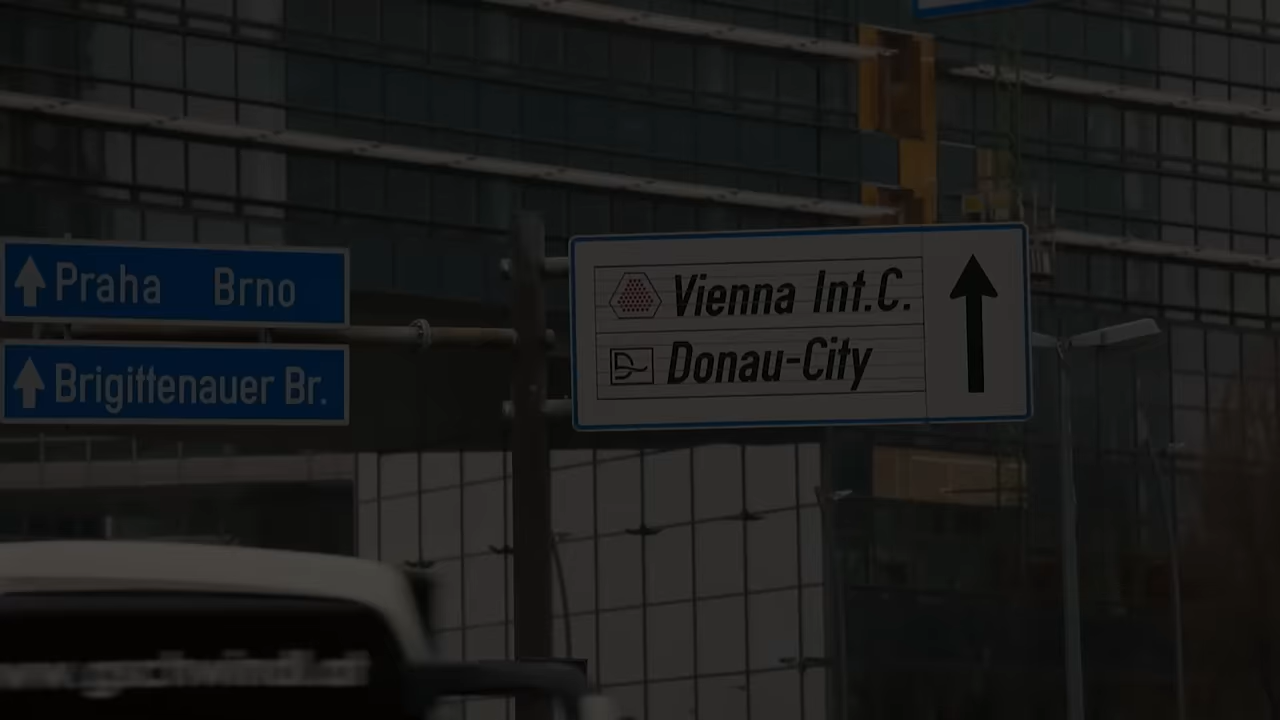 Praha Brno
Brigittenauer Br.
Vienna Int.C.
Donau-City